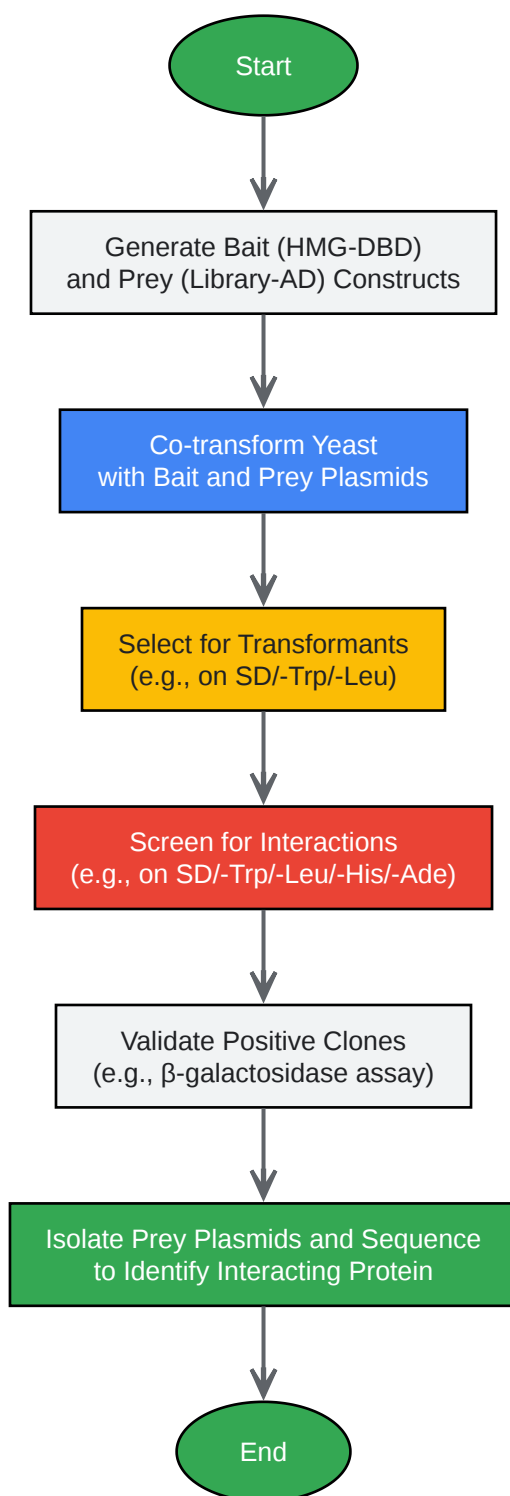 Start
Generate Bait (HMG-DBD)
and Prey (Library-AD) Constructs
Co-transform Yeast
with Bait and Prey Plasmids
Select for Transformants
(e.g., on SD/-Trp/-Leu)
Screen for Interactions
(e.g., on SD/-Trp/-Leu/-His/-Ade)
Validate Positive Clones
(e.g., β-galactosidase assay)
Isolate Prey Plasmids and Sequence
to Identify Interacting Protein
End